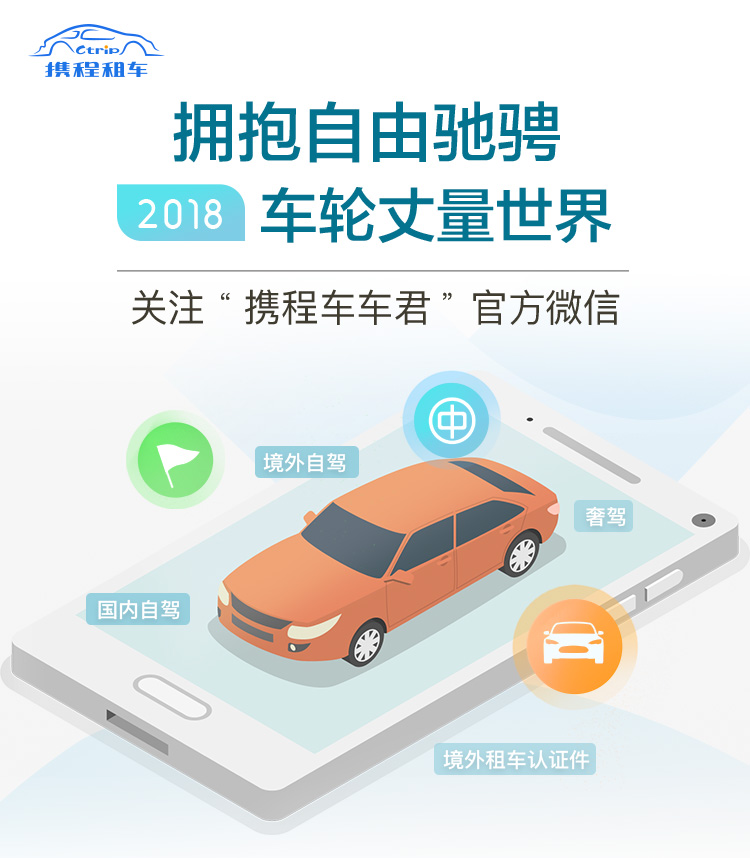 Ctrip
携程租车
拥抱自由驰骋
2018 车轮丈量世界
关注“携程车车君”官方微信
中
境外自驾
奢驾
国内自驾
境外租车认证件